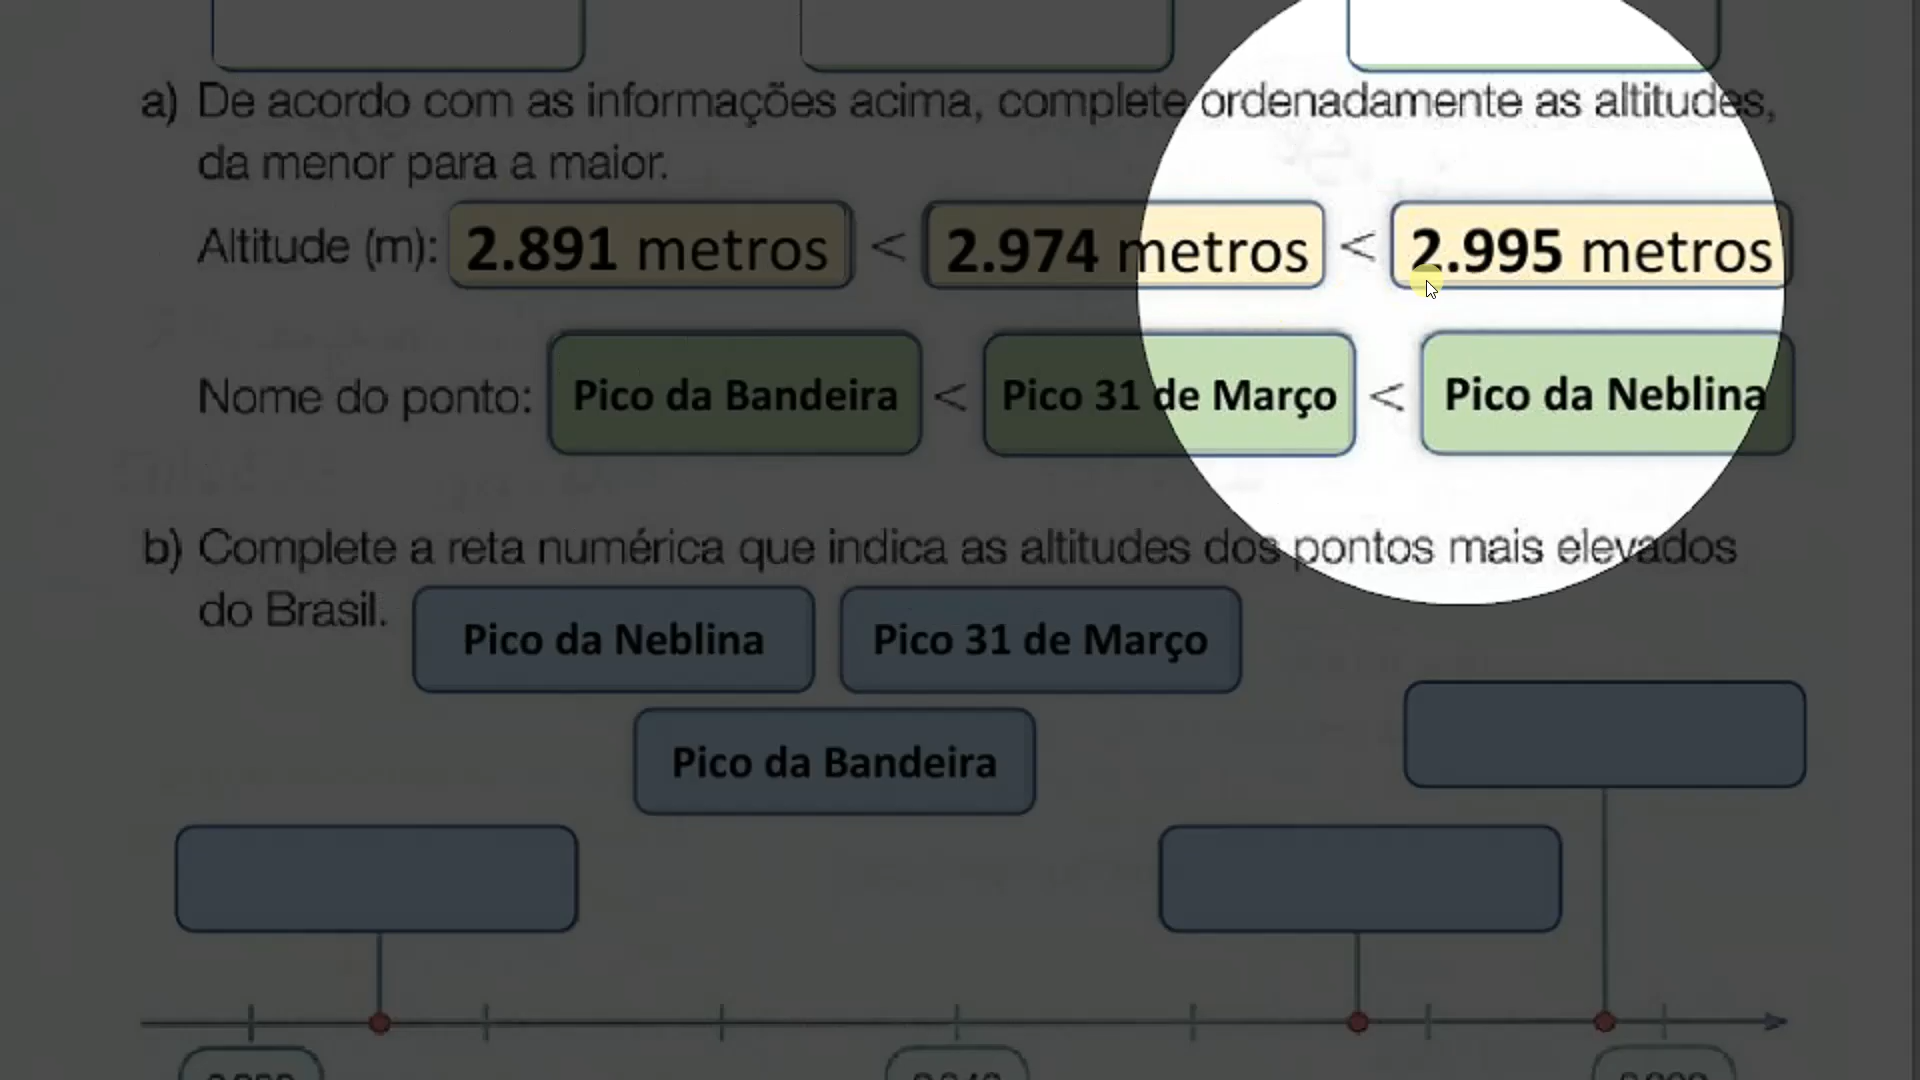 a) De acordo com as informações acima, complete ordenadamente as altitudes,
da menor para a maior.
Altitude (m): 2.891 metros < 2.974 metros < 2.995 metros
Nome do ponto: Pico da Bandeira < Pico 31 de Março < Pico da Neblina
b) Complete a reta numérica que indica as altitudes dos pontos mais elevados
do Brasil.
Pico da Neblina
Pico 31 de Março
Pico da Bandeira